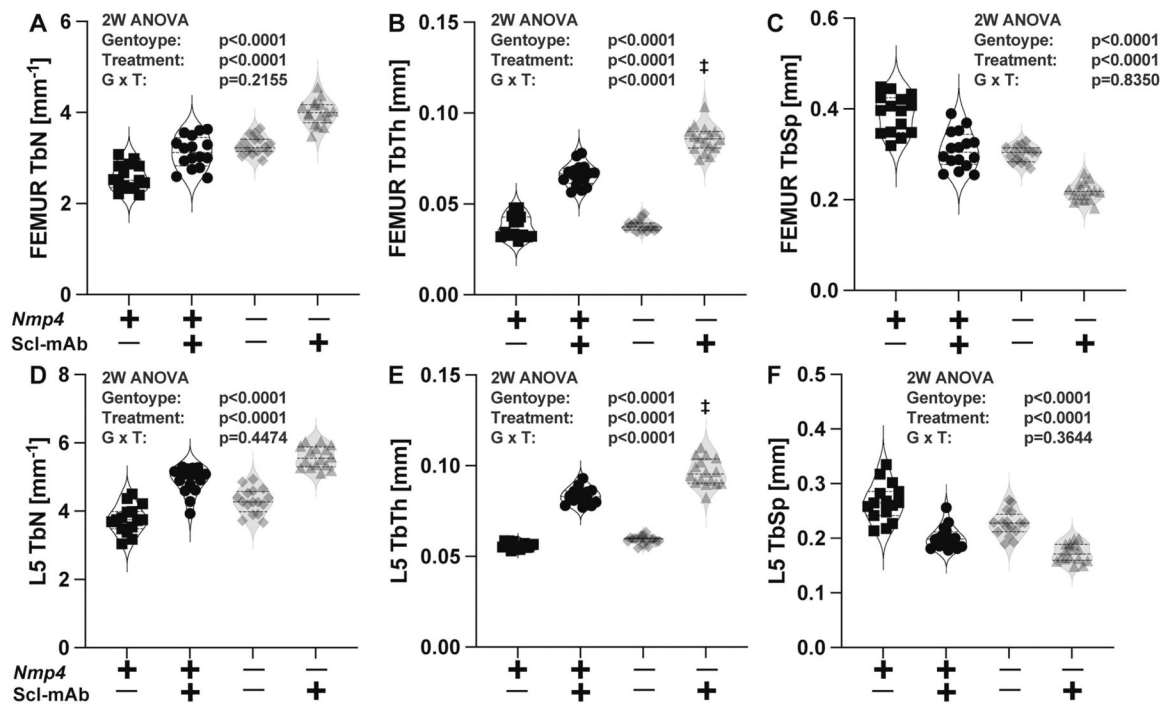 A
2W ANOVA
Gentoype: p<0.0001
Treatment: p<0.0001
G x T: p=0.2155
FEMUR TbN [mm⁻¹]
6
4
2
0
B
2W ANOVA
Gentoype: p<0.0001
Treatment: p<0.0001
G x T: p<0.0001
‡
FEMUR TbTh [mm]
0.15
0.10
0.05
0.00
C
2W ANOVA
Gentoype: p<0.0001
Treatment: p<0.0001
G x T: p=0.8350
FEMUR TbSp [mm]
0.6
0.4
0.2
0.0
Nmp4 + + — — + + — — + + — —
Scl-mAb — + — + — + — + — + — +
D
2W ANOVA
Gentoype: p<0.0001
Treatment: p<0.0001
G x T: p=0.4474
L5 TbN [mm⁻¹]
8
6
4
2
0
E
2W ANOVA
Gentoype: p<0.0001
Treatment: p<0.0001
G x T: p<0.0001
‡
L5 TbTh [mm]
0.15
0.10
0.05
0.00
F
2W ANOVA
Genotype: p<0.0001
Treatment: p<0.0001
G x T: p=0.3644
L5 TbSp [mm]
0.5
0.4
0.3
0.2
0.1
0.0
Nmp4 + + — — + + — — + + — —
Scl-mAb — + — + — + — + — + — +